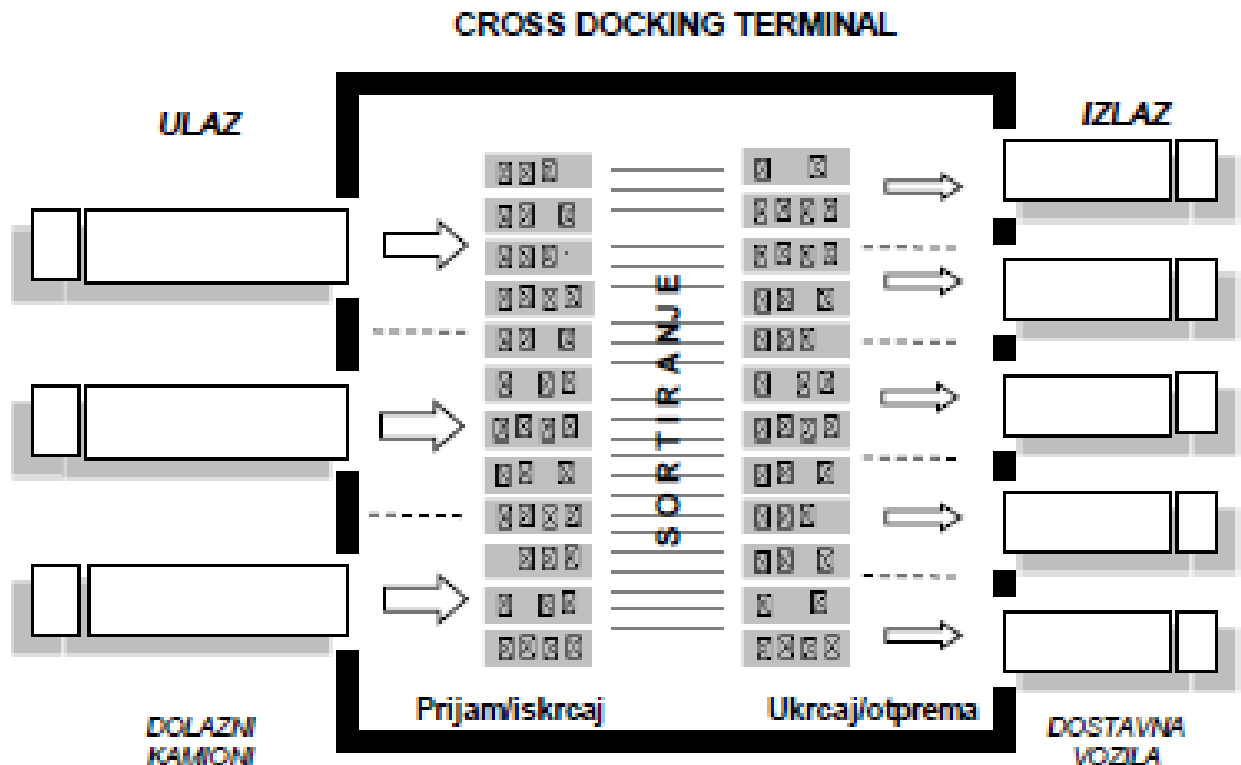 CROSS DOCKING TERMINAL
ULAZ
IZLAZ
SORTIRANJE
Prijam/iskrcaj
Ukrcaj/otprema
DOLAZNI
KAMIONI
DOSTAVNA
VOZILA